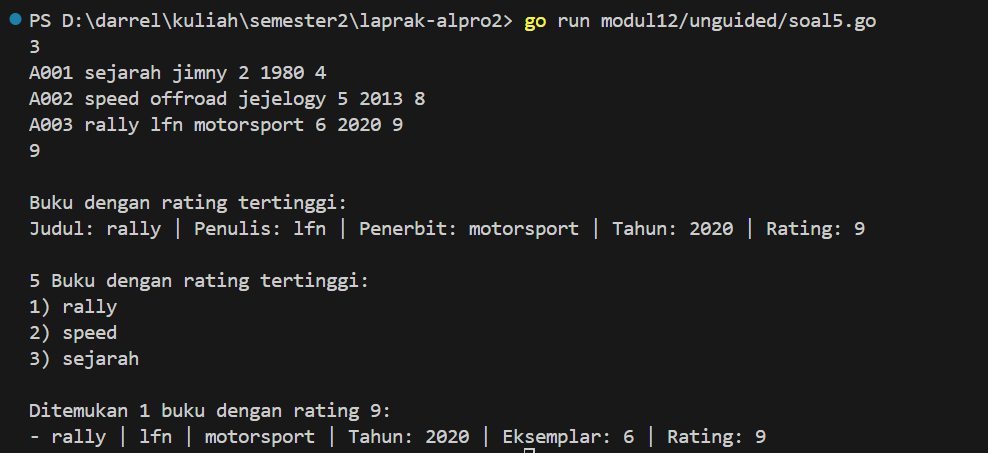 PS D:\darrel\kuliah\semester2\laprak-alpro2> go run modul12/unguided/soal5.go
3
A001 sejarah jimny 2 1980 4
A002 speed offroad jejelogy 5 2013 8
A003 rally lfn motorsport 6 2020 9
9
Buku dengan rating tertinggi:
Judul: rally | Penulis: lfn | Penerbit: motorsport | Tahun: 2020 | Rating: 9
5 Buku dengan rating tertinggi:
1) rally
2) speed
3) sejarah
Ditemukan 1 buku dengan rating 9:
- rally | lfn | motorsport | Tahun: 2020 | Eksemplar: 6 | Rating: 9